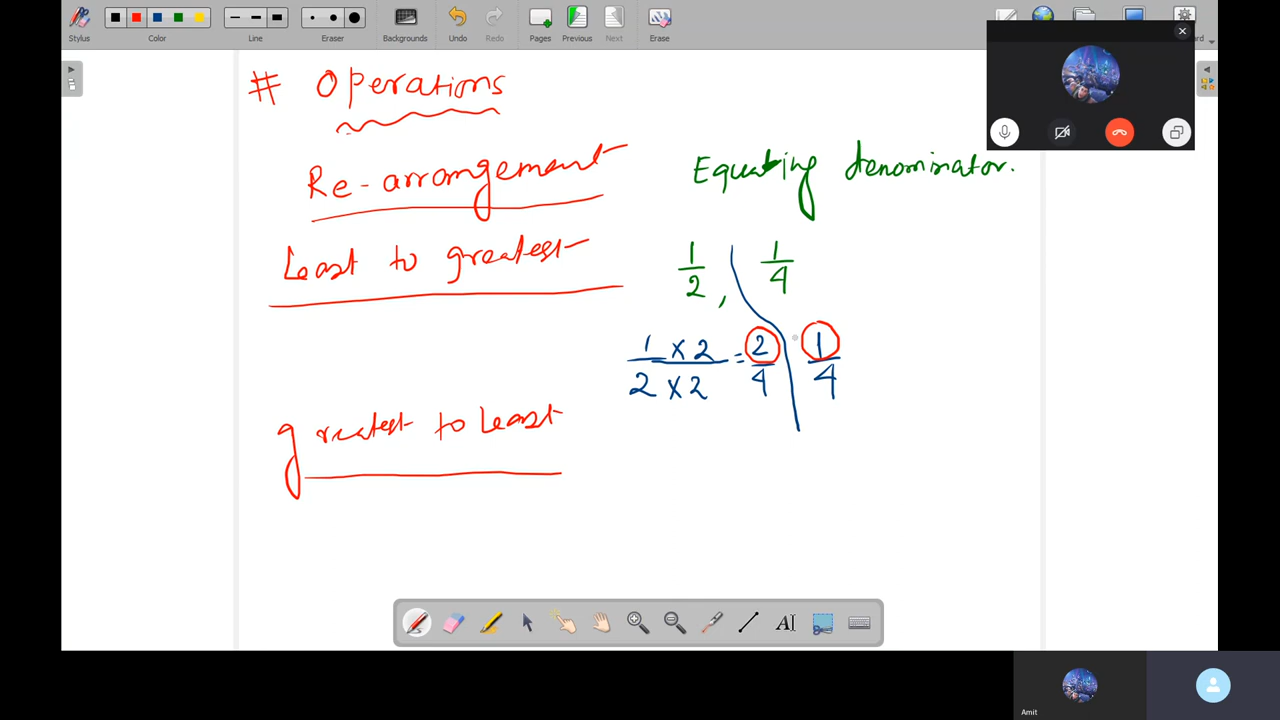 Stylus
Color
Line
Eraser
Backgrounds
Undo
Redo
Pages
Previous
Next
Erase
# Operations
Re-arrangement
Least to greatest
greatest to Least
Equating denominator.
1/2 , 1/4
1 × 2 / 2 × 2 = 2/4 1/4
AI
Amit